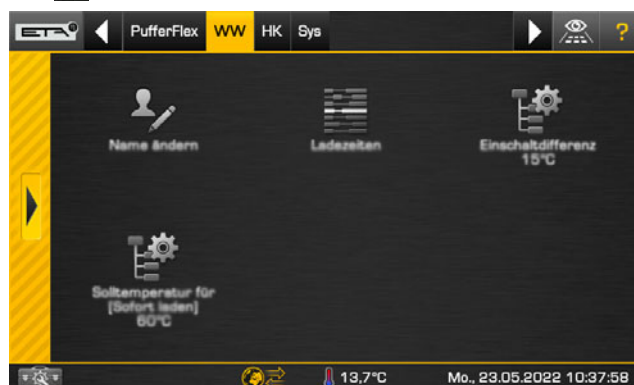 ETA PufferFlex WW HK Sys ?
Name ändern
Ladezeiten
Einschaltdifferenz
15°C
Solltemperatur für
[Sofort laden]
60°C
13,7°C Mo., 23.05.2022 10:37:58